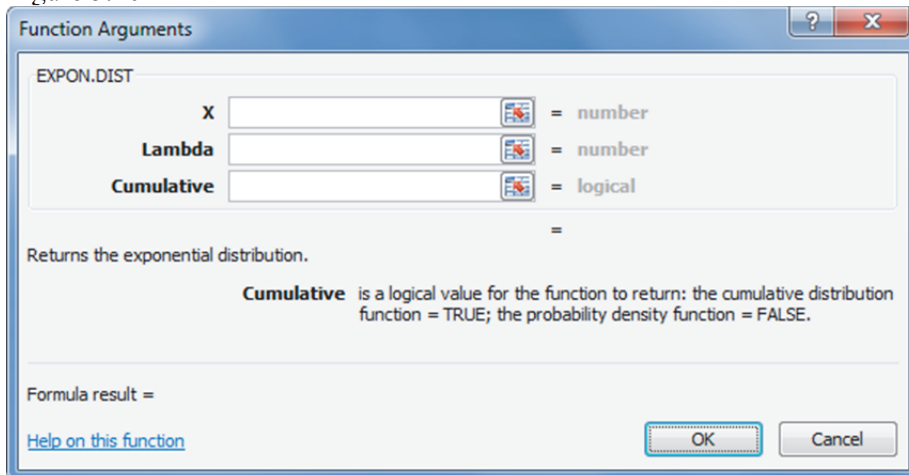 Function Arguments
EXPON.DIST
X = number
Lambda = number
Cumulative = logical
=
Returns the exponential distribution.
Cumulative is a logical value for the function to return: the cumulative distribution
function = TRUE; the probability density function = FALSE.
Formula result =
Help on this function
OK Cancel